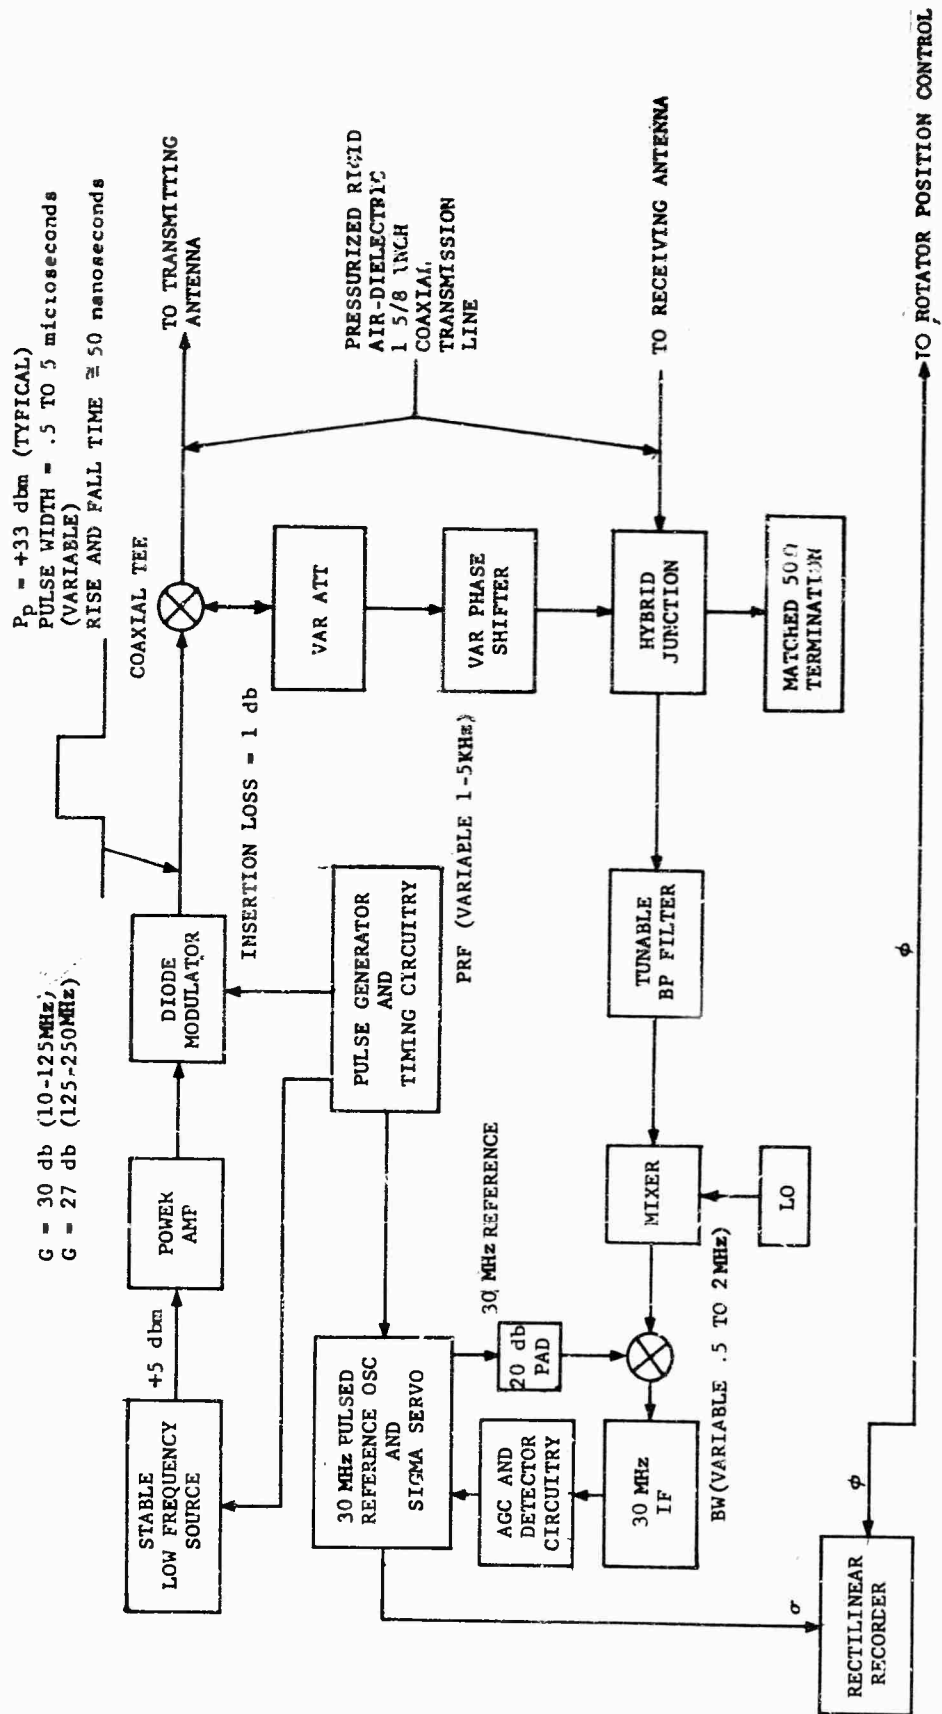 G = 30 db (10-125MHz)
G = 27 db (125-250MHz)
Pp = +33 dbm (TYPICAL)
PULSE WIDTH = .5 TO 5 microseconds
(VARIABLE)
RISE AND FALL TIME ≅ 50 nanoseconds
STABLE
LOW FREQUENCY
SOURCE
+5 dbm
POWER
AMP
DIODE
MODULATOR
COAXIAL TEE
TO TRANSMITTING
ANTENNA
INSERTION LOSS = 1 db
VAR ATT
PRESSURIZED RIGID
AIR-DIELECTRIC
1 5/8 INCH
COAXIAL
TRANSMISSION
LINE
30 MHz PULSED
REFERENCE OSC
AND
SIGMA SERVO
PULSE GENERATOR
AND
TIMING CIRCUITRY
PRF (VARIABLE 1-5KHz)
VAR PHASE
SHIFTER
30 MHz REFERENCE
20 db
PAD
AGC AND
DETECTOR
CIRCUITRY
30 MHz
IF
BW(VARIABLE .5 TO 2 MHz)
MIXER
LO
TUNABLE
BP FILTER
HYBRID
JUNCTION
TO RECEIVING ANTENNA
MATCHED 50Ω
TERMINATION
σ
φ
φ
RECTILINEAR
RECORDER
TO ROTATOR POSITION CONTROL